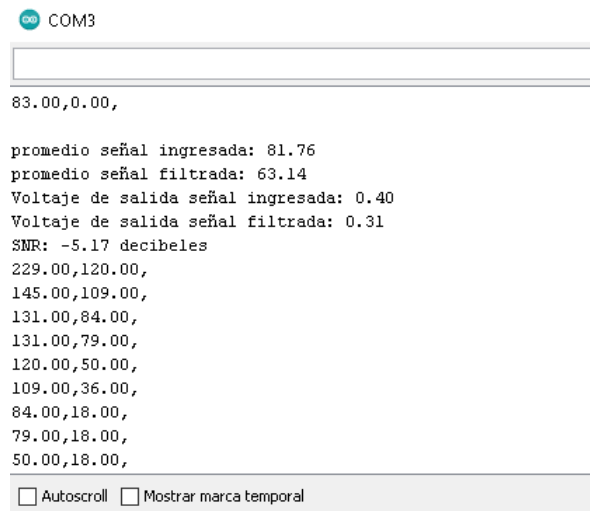 COM3
83.00,0.00,
promedio señal ingresada: 81.76
promedio señal filtrada: 63.14
Voltaje de salida señal ingresada: 0.40
Voltaje de salida señal filtrada: 0.31
SNR: -5.17 decibeles
229.00,120.00,
145.00,109.00,
131.00,84.00,
131.00,79.00,
120.00,50.00,
109.00,36.00,
84.00,18.00,
79.00,18.00,
50.00,18.00,
Autoscroll Mostrar marca temporal